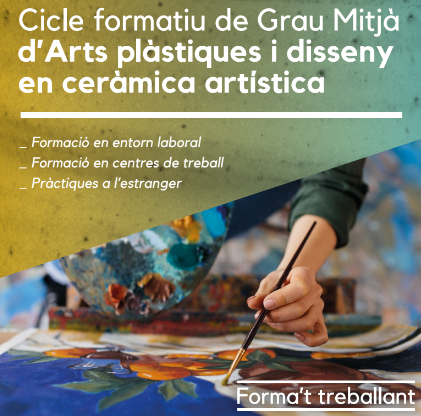 Cicle formatiu de Grau Mitjà
d'Arts plàstiques i disseny
en ceràmica artística
_ Formació en entorn laboral
_ Formació en centres de treball
_ Pràctiques a l'estranger
Forma't treballant